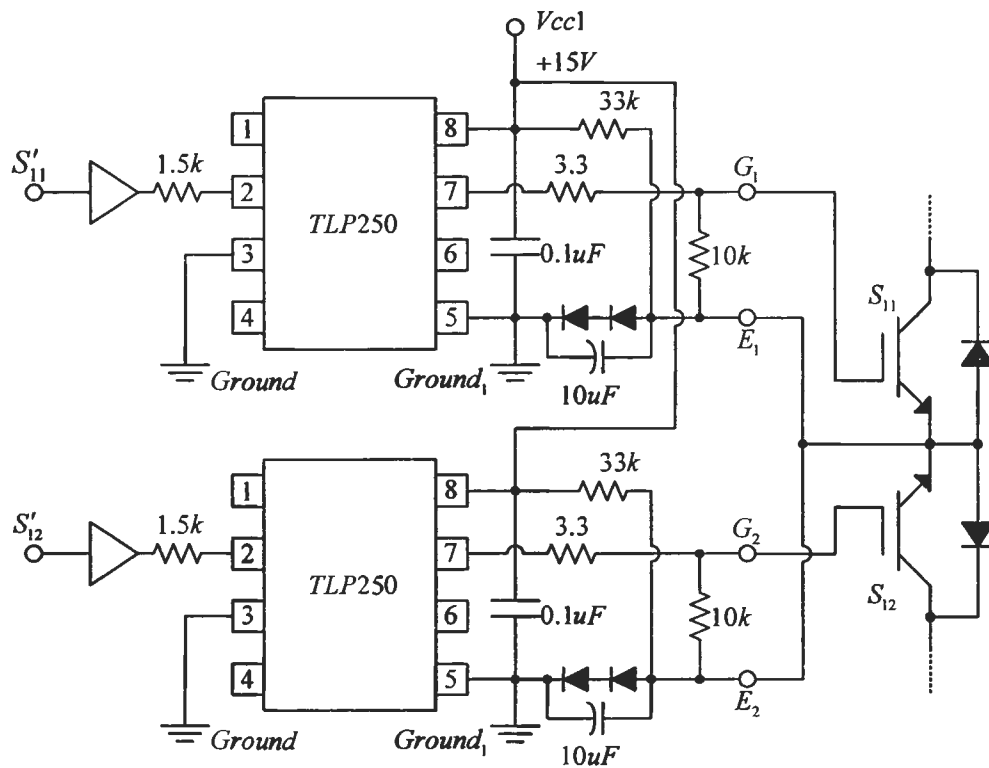 Vcc1
+15V
33k
1
8
S'₁₁
1.5k
3.3
G₁
2
7
TLP250
3
6
0.1uF
10k
S₁₁
4
5
E₁
Ground
Ground₁
10uF
33k
1
8
S'₁₂
1.5k
3.3
G₂
2
7
TLP250
S₁₂
3
6
0.1uF
10k
4
5
E₂
Ground
Ground₁
10uF